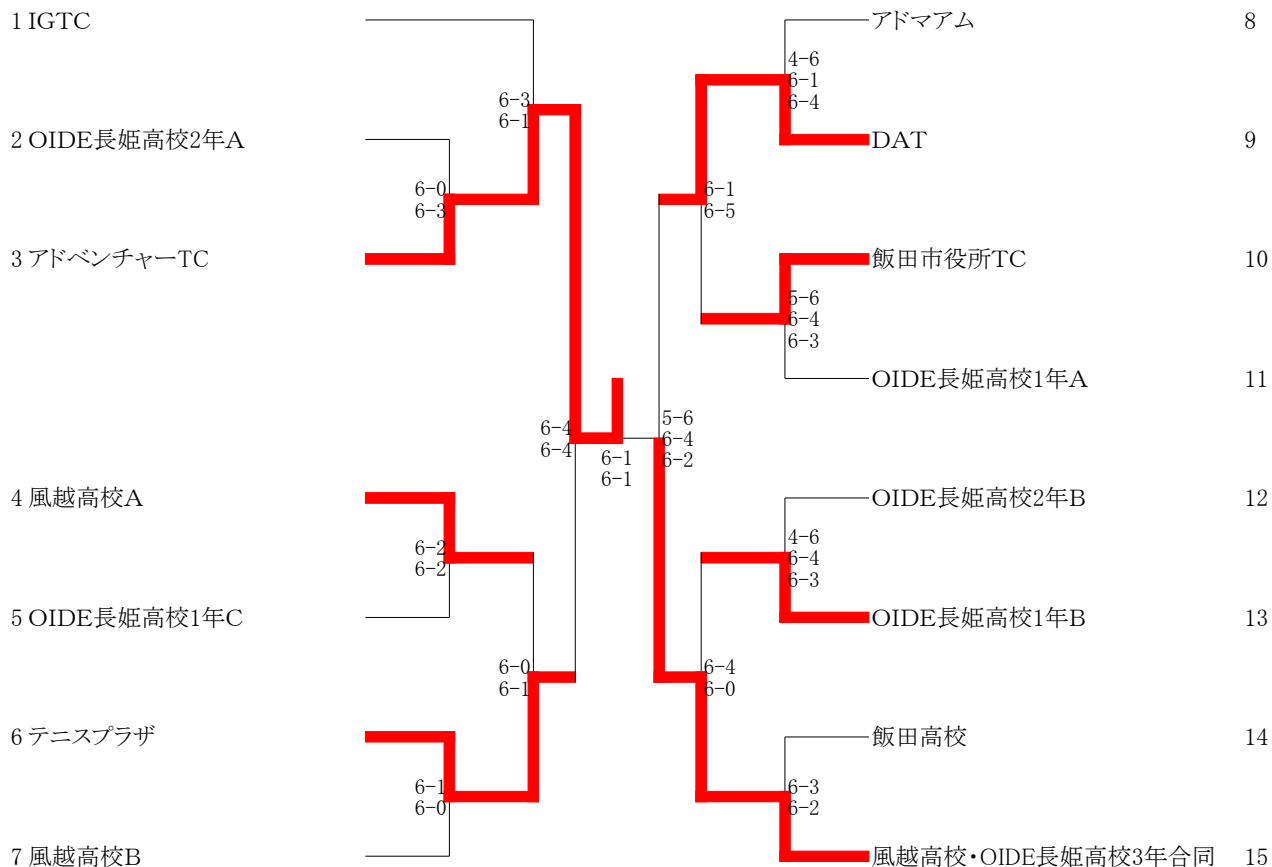 1 IGTC
6-3
6-1
2 OIDE長姫高校2年A
6-0
6-3
3 アドベンチャーTC
6-4
6-4
4 風越高校A
6-2
6-2
5 OIDE長姫高校1年C
6-0
6-1
6 テニスプラザ
6-1
6-0
7 風越高校B
6-1
6-1
アドマアム 8
4-6
6-1
6-4
DAT 9
6-1
6-5
飯田市役所TC 10
5-6
6-4
6-3
OIDE長姫高校1年A 11
5-6
6-4
6-2
OIDE長姫高校2年B 12
4-6
6-4
6-3
OIDE長姫高校1年B 13
6-4
6-0
飯田高校 14
6-3
6-2
風越高校・OIDE長姫高校3年合同 15